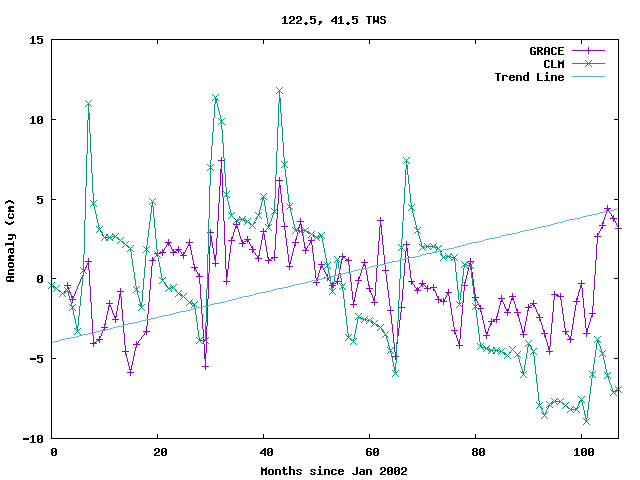 122.5, 41.5 TWS
GRACE
CLM
Trend Line
15
10
5
0
-5
-10
Anomaly (cm)
0 20 40 60 80 100
Months since Jan 2002